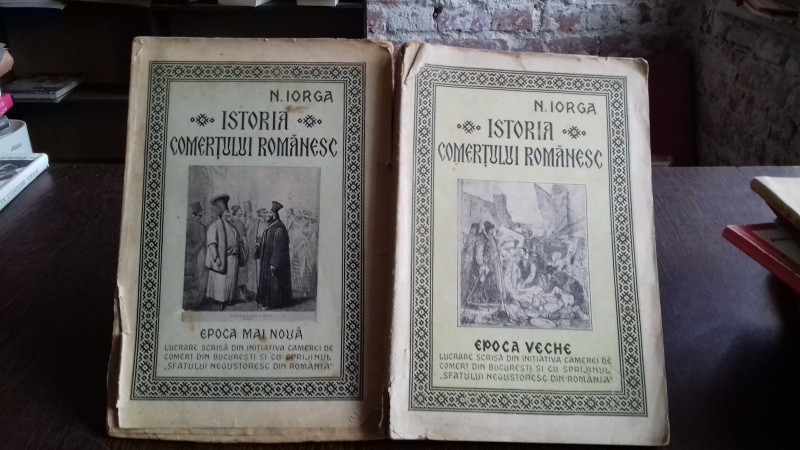 N. IORGA
ISTORIA
COMERȚULUI ROMÂNESC
EPOCA MAI NOUĂ
LUCRARE SCRISĂ DIN INIȚIATIVA CAMEREI DE
COMERT DIN BUCUREȘTI ȘI CU SPRIJINUL
„SFATULUI NEGUSTORESC DIN ROMÂNIA"
N. IORGA
ISTORIA
COMERȚULUI ROMÂNESC
EPOCA VECHE
LUCRARE SCRISĂ DIN INIȚIATIVA CAMEREI DE
COMERT DIN BUCUREȘTI ȘI CU SPRIJINUL
„SFATULUI NEGUSTORESC DIN ROMÂNIA"